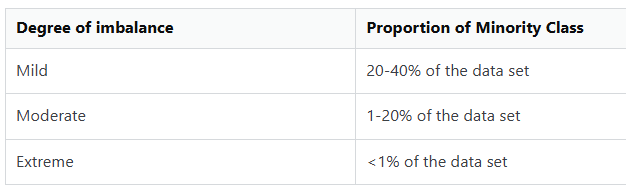 Degree of imbalance Proportion of Minority Class
Mild 20-40% of the data set
Moderate 1-20% of the data set
Extreme <1% of the data set